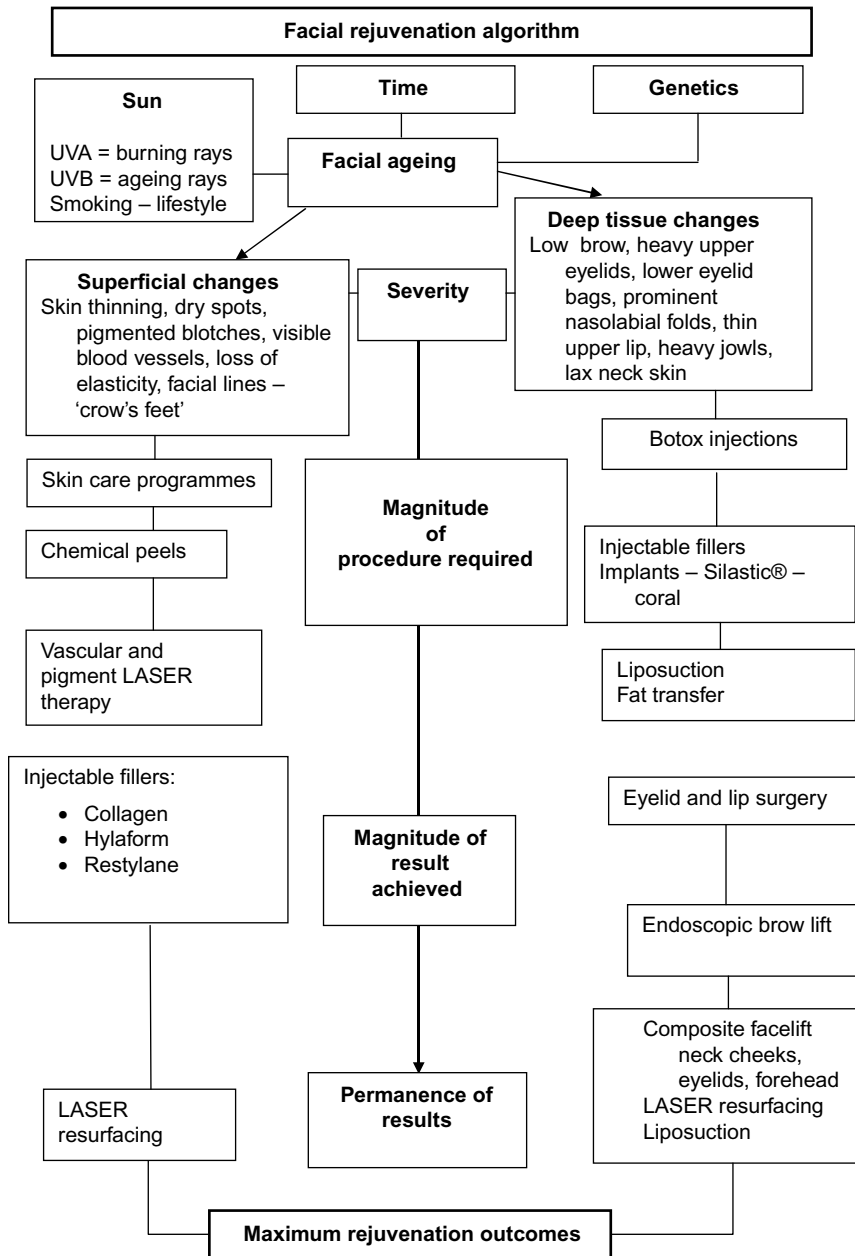 Facial rejuvenation algorithm
Sun
UVA = burning rays
UVB = ageing rays
Smoking – lifestyle
Time
Genetics
Facial ageing
Superficial changes
Skin thinning, dry spots,
pigmented blotches, visible
blood vessels, loss of
elasticity, facial lines –
‘crow’s feet’
Severity
Deep tissue changes
Low brow, heavy upper
eyelids, lower eyelid
bags, prominent
nasolabial folds, thin
upper lip, heavy jowls,
lax neck skin
Skin care programmes
Chemical peels
Vascular and
pigment LASER
therapy
Injectable fillers:
• Collagen
• Hylaform
• Restylane
LASER
resurfacing
Magnitude
of
procedure required
Magnitude of
result
achieved
Permanence of
results
Botox injections
Injectable fillers
Implants – Silastic® –
coral
Liposuction
Fat transfer
Eyelid and lip surgery
Endoscopic brow lift
Composite facelift
neck cheeks,
eyelids, forehead
LASER resurfacing
Liposuction
Maximum rejuvenation outcomes